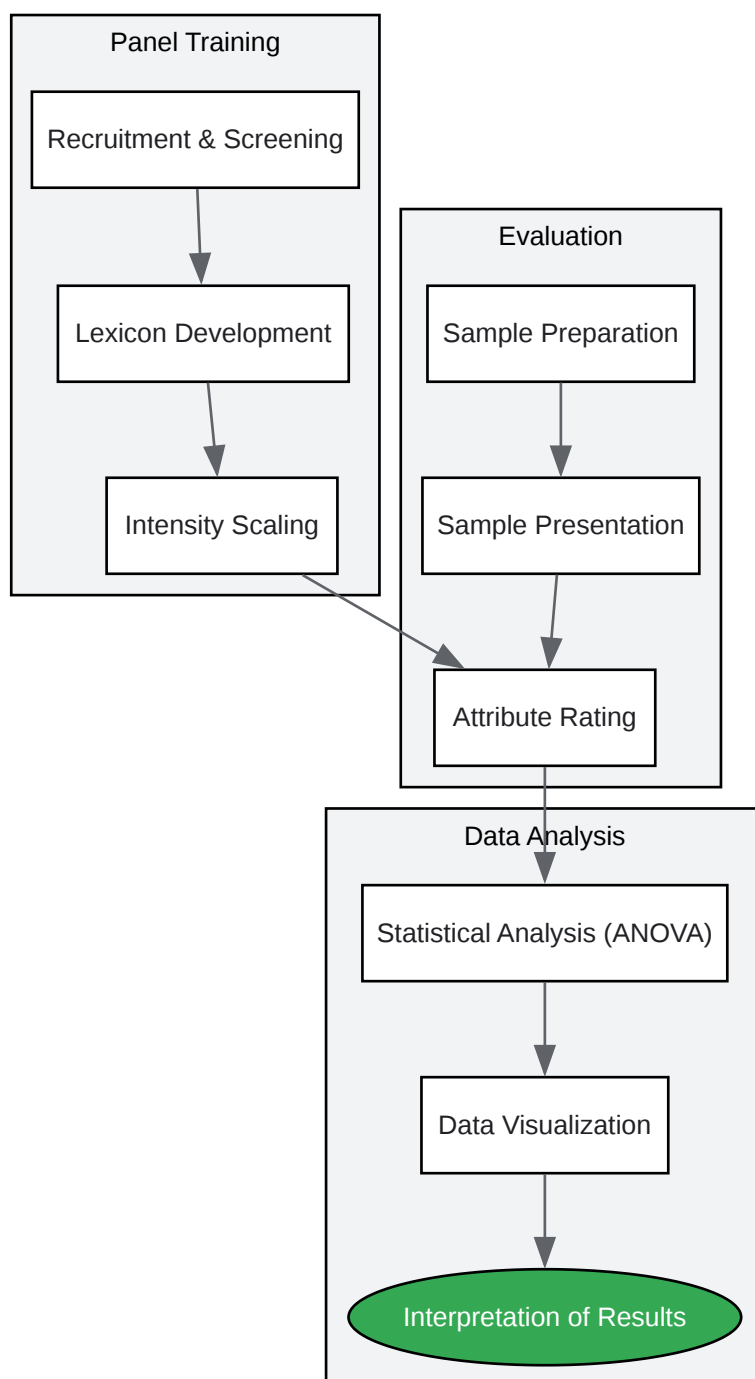 Panel Training
Recruitment & Screening
Lexicon Development
Intensity Scaling
Evaluation
Sample Preparation
Sample Presentation
Attribute Rating
Data Analysis
Statistical Analysis (ANOVA)
Data Visualization
Interpretation of Results